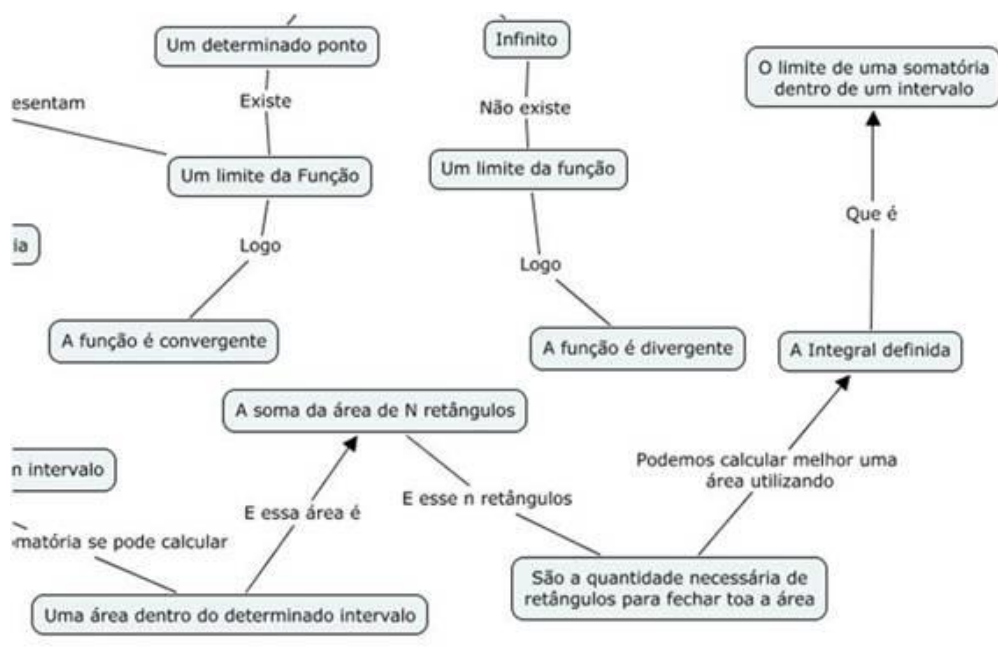 Um determinado ponto
Infinito
O limite de uma somatória
dentro de um intervalo
esentam
Existe
Não existe
Um limite da Função
Um limite da função
Que é
ia
Logo
Logo
A função é convergente
A função é divergente
A Integral definida
A soma da área de N retângulos
n intervalo
Podemos calcular melhor uma
área utilizando
E esse n retângulos
E essa área é
omatória se pode calcular
São a quantidade necessária de
retângulos para fechar toa a área
Uma área dentro do determinado intervalo